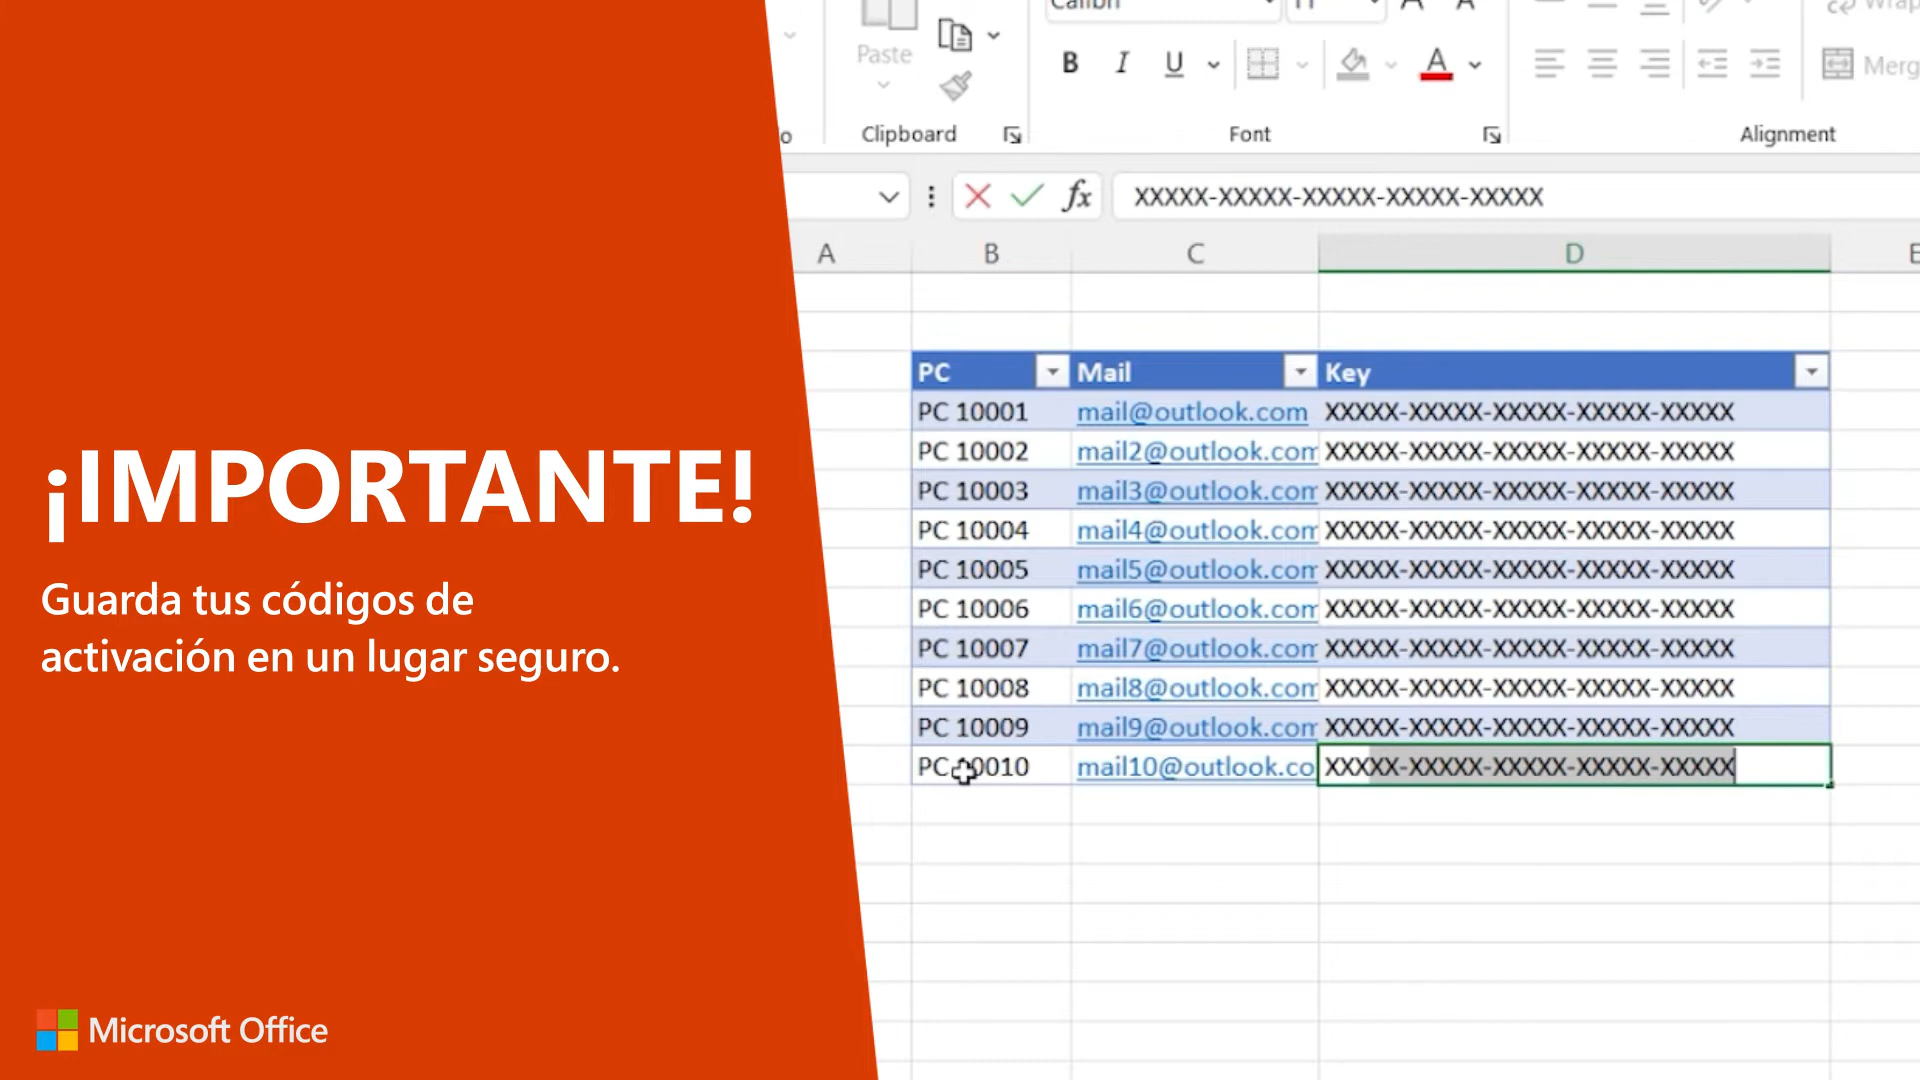 Calibri
11
Wrap
Paste
B I U
A
Merg
Clipboard
Font
Alignment
fx
XXXXX-XXXXX-XXXXX-XXXXX-XXXXX
A B C D E
PC Mail Key
PC 10001 mail@outlook.com XXXXX-XXXXX-XXXXX-XXXXX-XXXXX
PC 10002 mail2@outlook.com XXXXX-XXXXX-XXXXX-XXXXX-XXXXX
PC 10003 mail3@outlook.com XXXXX-XXXXX-XXXXX-XXXXX-XXXXX
PC 10004 mail4@outlook.com XXXXX-XXXXX-XXXXX-XXXXX-XXXXX
PC 10005 mail5@outlook.com XXXXX-XXXXX-XXXXX-XXXXX-XXXXX
PC 10006 mail6@outlook.com XXXXX-XXXXX-XXXXX-XXXXX-XXXXX
PC 10007 mail7@outlook.com XXXXX-XXXXX-XXXXX-XXXXX-XXXXX
PC 10008 mail8@outlook.com XXXXX-XXXXX-XXXXX-XXXXX-XXXXX
PC 10009 mail9@outlook.com XXXXX-XXXXX-XXXXX-XXXXX-XXXXX
PC 10010 mail10@outlook.co XXXXX-XXXXX-XXXXX-XXXXX-XXXXX
¡IMPORTANTE!
Guarda tus códigos de
activación en un lugar seguro.
Microsoft Office